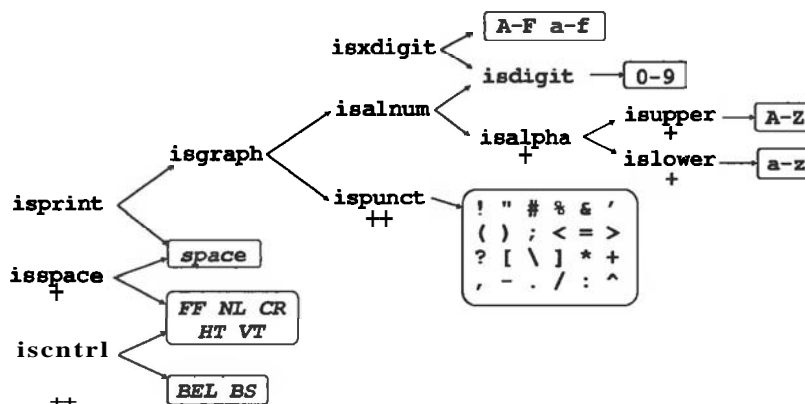 isxdigit
A-F a-f
isdigit
0-9
isalnum
isalpha
+
isupper
+
A-Z
islower
+
a-z
isgraph
ispunct
++
! " # % & ′
( ) ; < = >
? [ \ ] * +
, - . / : ^
isprint
space
isspace
+
FF NL CR
HT VT
iscntrl
++
BEL BS